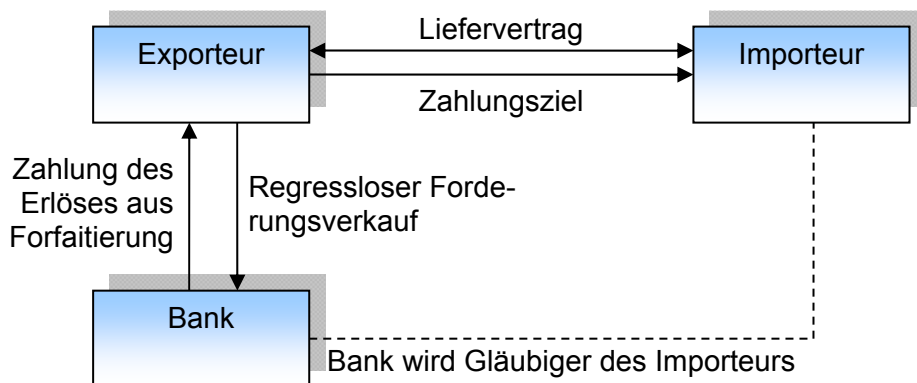 Liefervertrag
Exporteur
Importeur
Zahlungsziel
Zahlung des
Erlöses aus
Forfaitierung
Regressloser Forde-
rungsverkauf
Bank
Bank wird Gläubiger des Importeurs